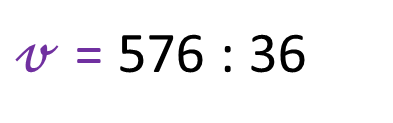 v = 576 : 36